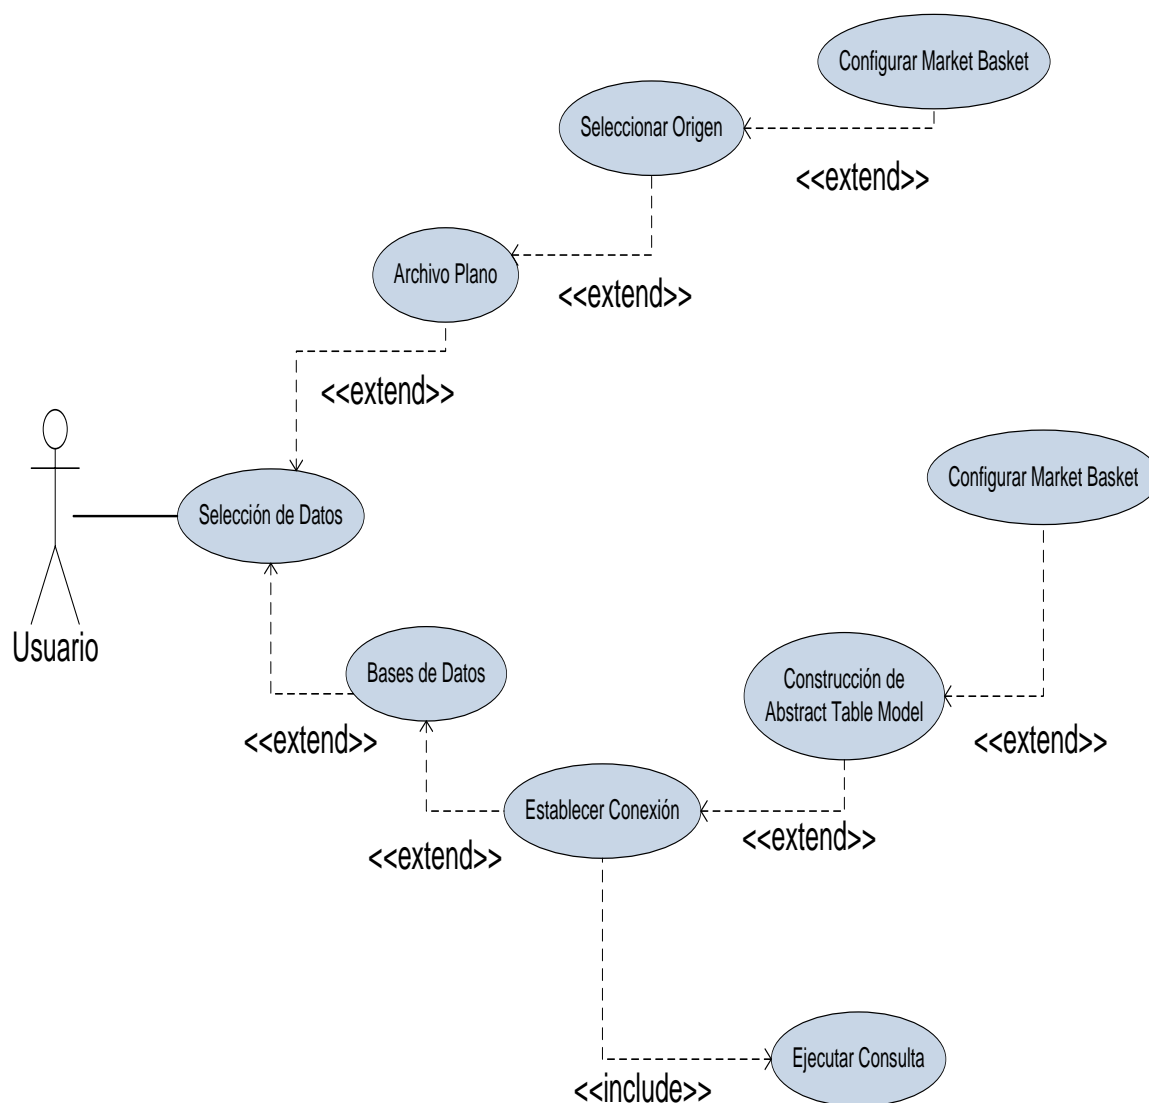 Configurar Market Basket
Seleccionar Origen
<<extend>>
Archivo Plano
<<extend>>
<<extend>>
Configurar Market Basket
Selección de Datos
Usuario
Bases de Datos
Construcción de
Abstract Table Model
<<extend>>
<<extend>>
Establecer Conexión
<<extend>>
<<extend>>
Ejecutar Consulta
<<include>>